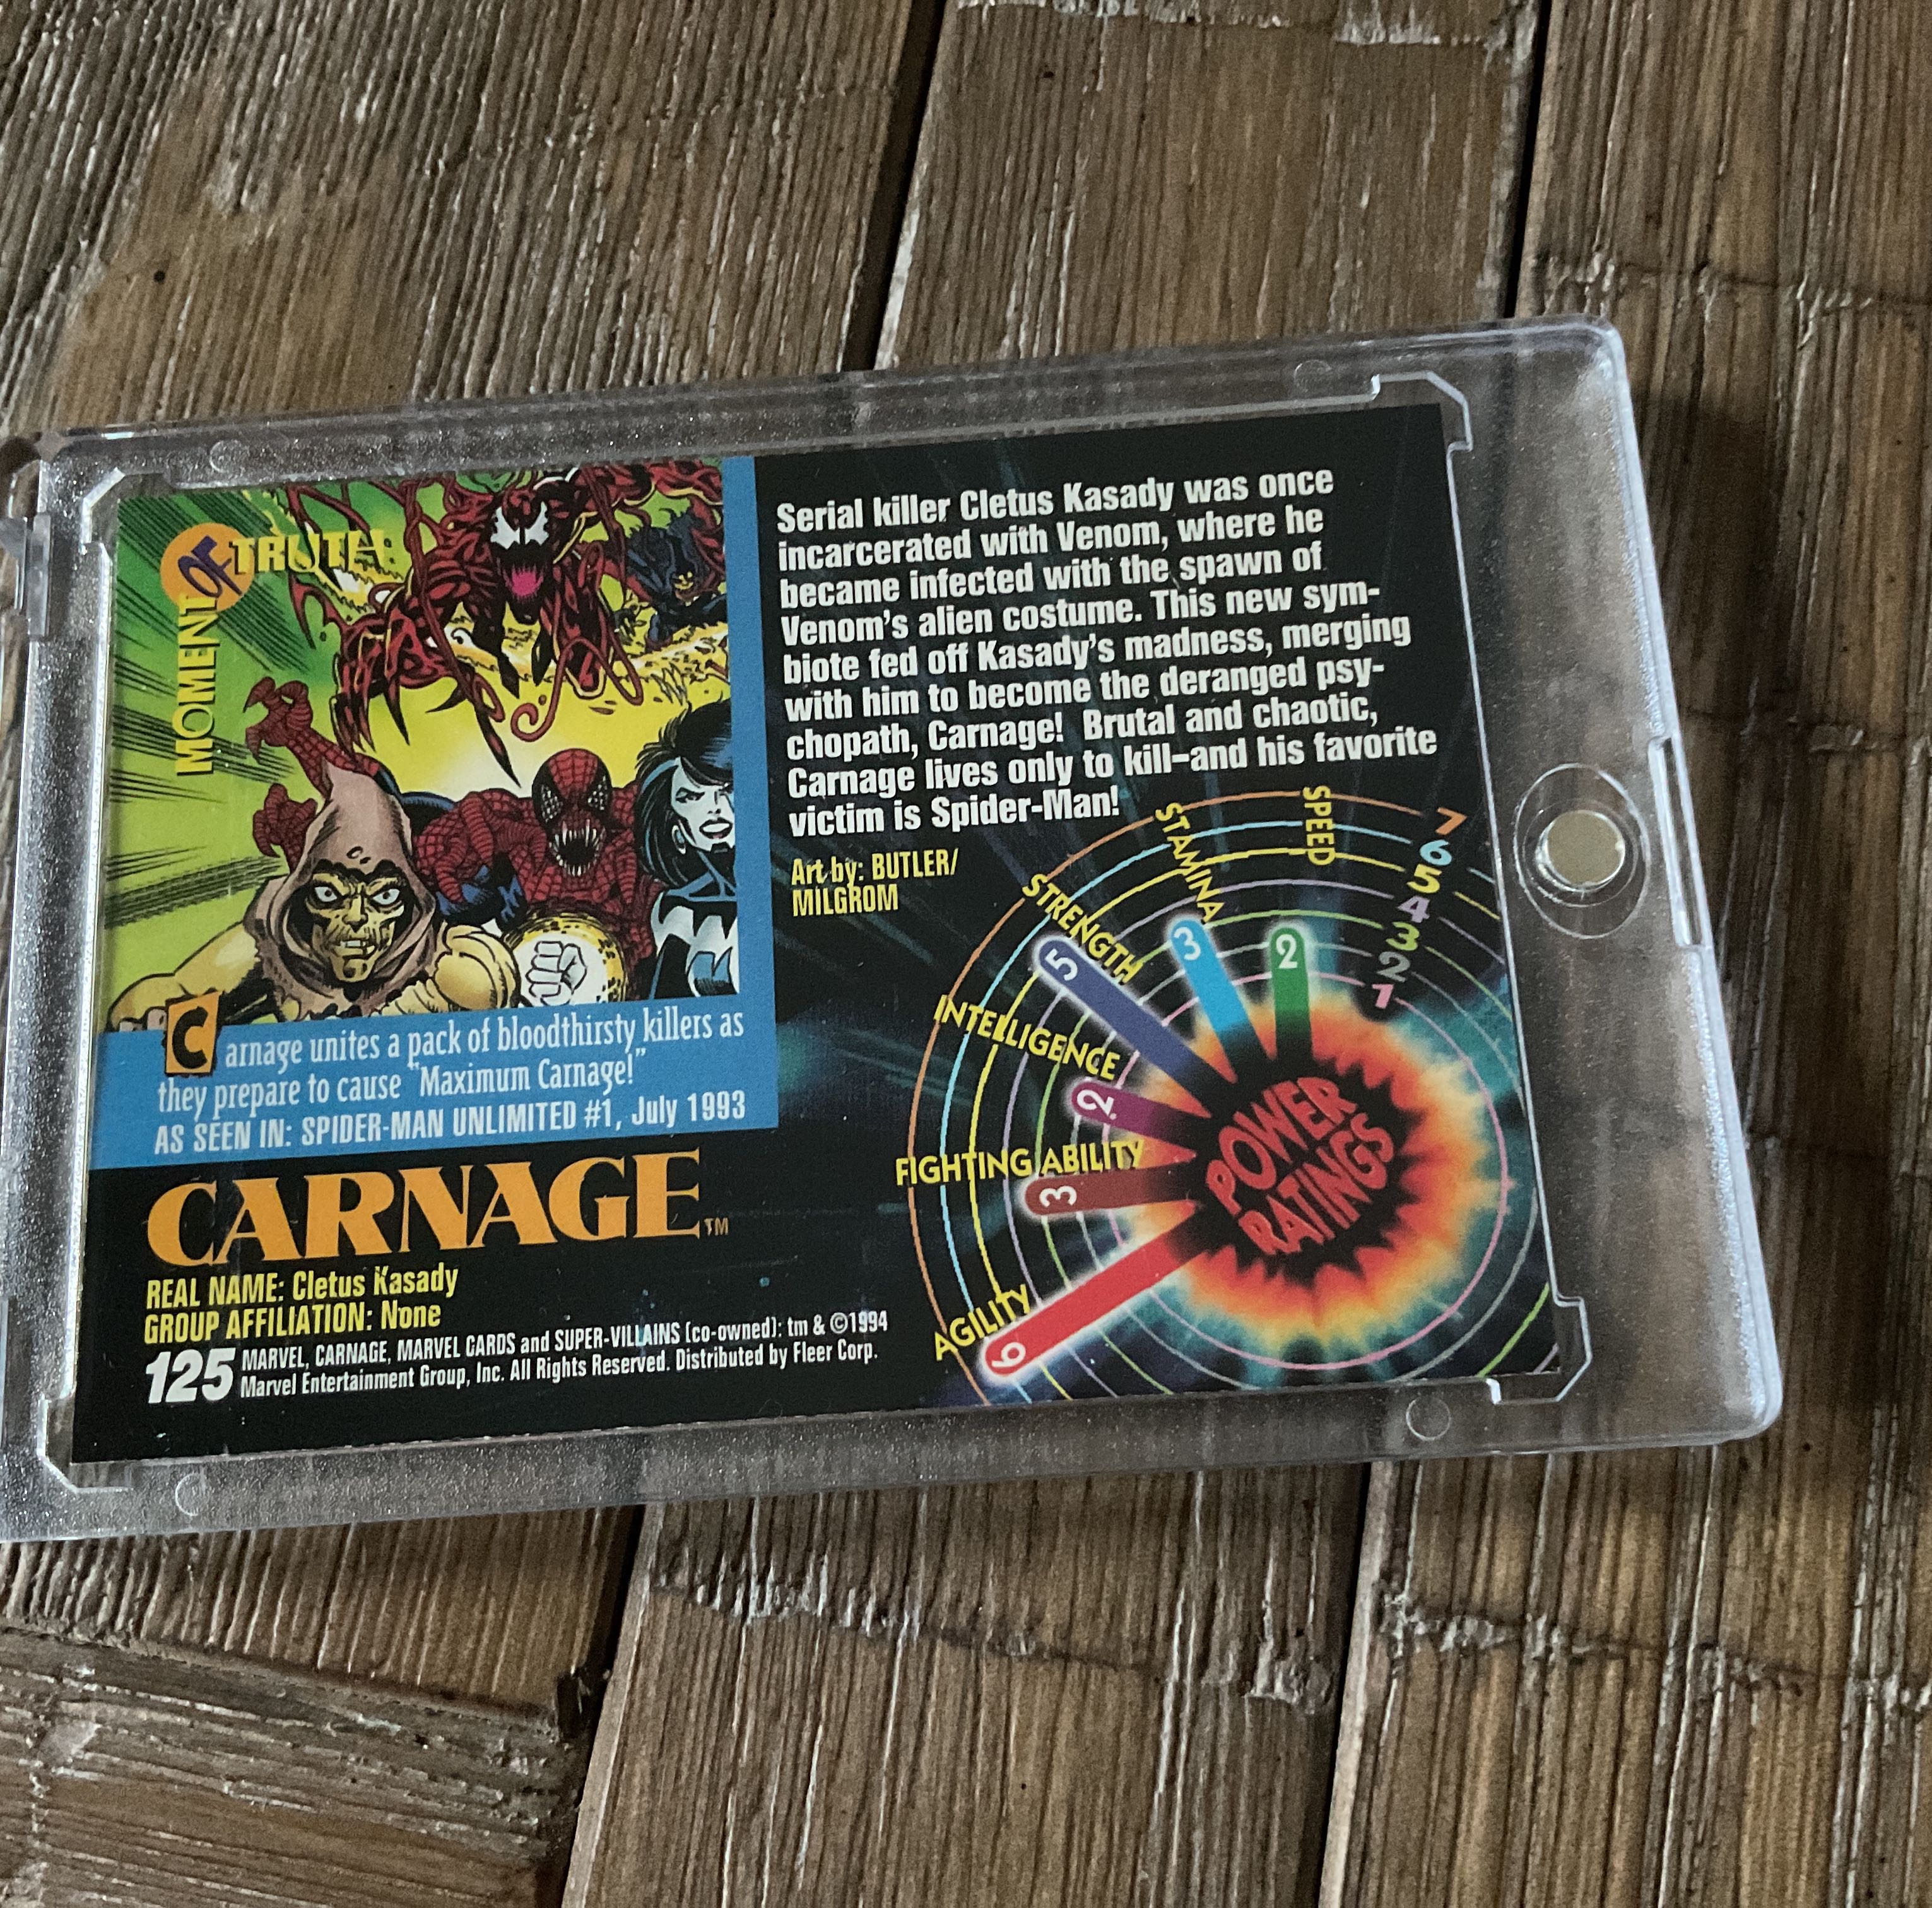 MOMENT OF TRUTH:
Carnage unites a pack of bloodthirsty killers as
they prepare to cause "Maximum Carnage!"
AS SEEN IN: SPIDER-MAN UNLIMITED #1, July 1993
CARNAGE™
REAL NAME: Cletus Kasady
GROUP AFFILIATION: None
125
MARVEL, CARNAGE, MARVEL CARDS and SUPER-VILLAINS (co-owned): tm & ©1994
Marvel Entertainment Group, Inc. All Rights Reserved. Distributed by Fleer Corp.
Serial killer Cletus Kasady was once
incarcerated with Venom, where he
became infected with the spawn of
Venom's alien costume. This new sym-
biote fed off Kasady's madness, merging
with him to become the deranged psy-
chopath, Carnage! Brutal and chaotic,
Carnage lives only to kill–and his favorite
victim is Spider-Man!
Art by: BUTLER/
MILGROM
SPEED
2
STAMINA
3
STRENGTH
5
INTELLIGENCE
2
FIGHTING ABILITY
3
AGILITY
6
7
6
5
4
3
2
1
POWER
RATINGS